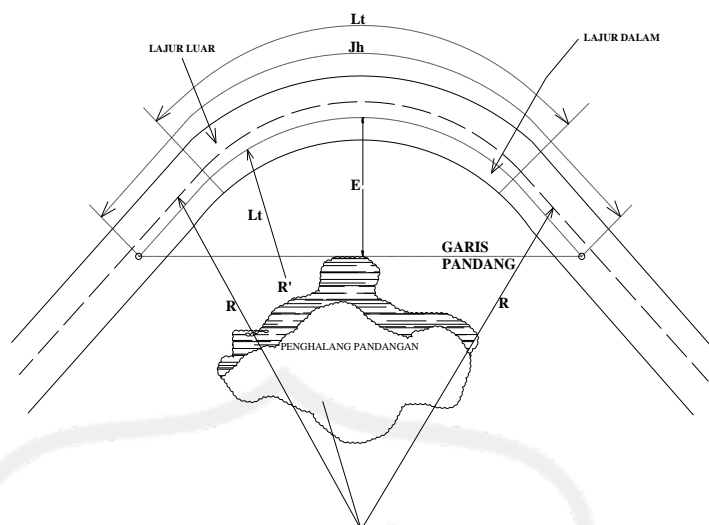 Lt
LAJUR LUAR
Jh
LAJUR DALAM
E
Lt
GARIS
PANDANG
R'
R
R
PENGHALANG PANDANGAN